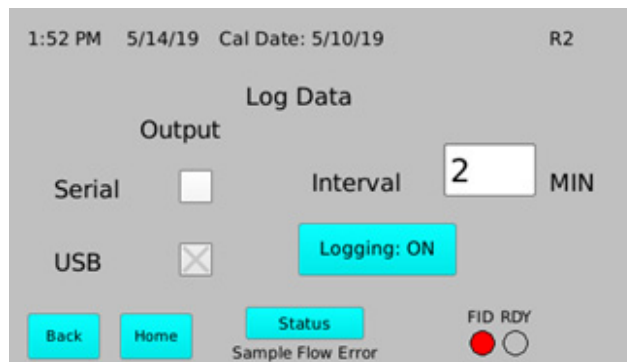 1:52 PM 5/14/19 Cal Date: 5/10/19 R2
Log Data
Output
Serial Interval 2 MIN
USB Logging: ON
Back Home Status FID RDY
Sample Flow Error